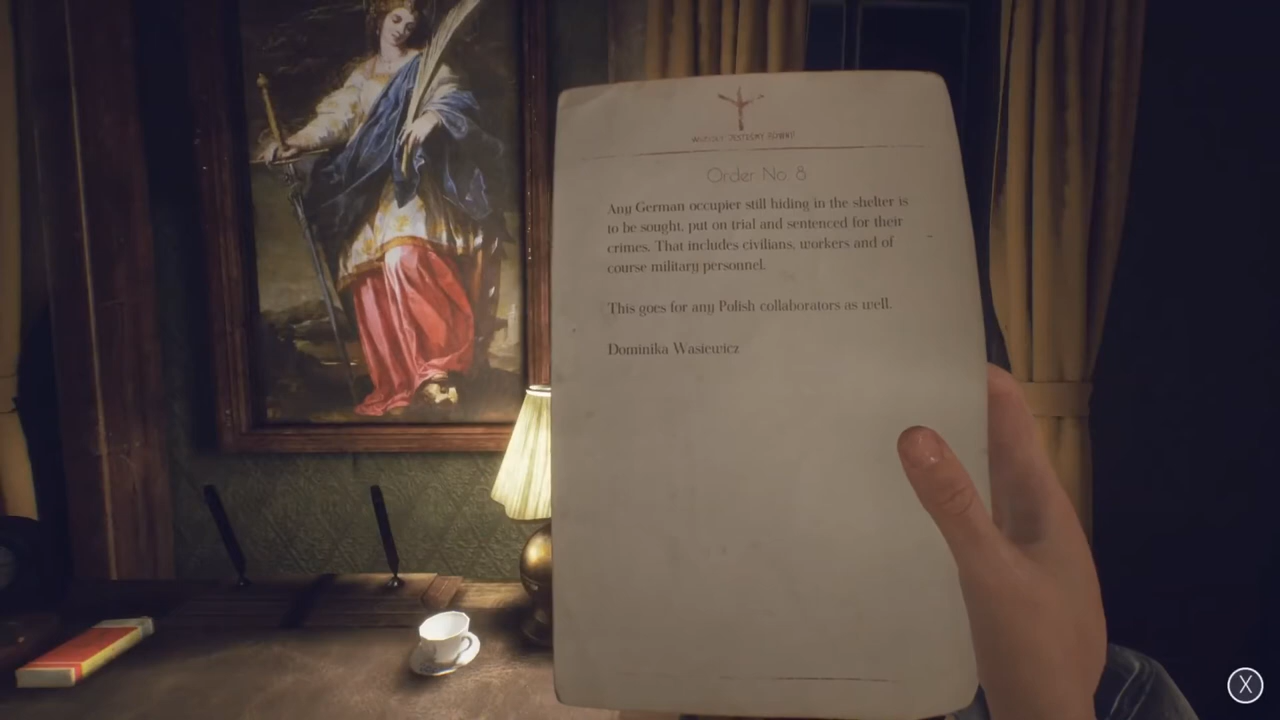 JESTEŚMY
Order No. 8
Any German occupier still hiding in the shelter is
to be sought, put on trial and sentenced for their
crimes. That includes civilians, workers and of
course military personnel.
This goes for any Polish collaborators as well.
Dominika Wasiewicz
X